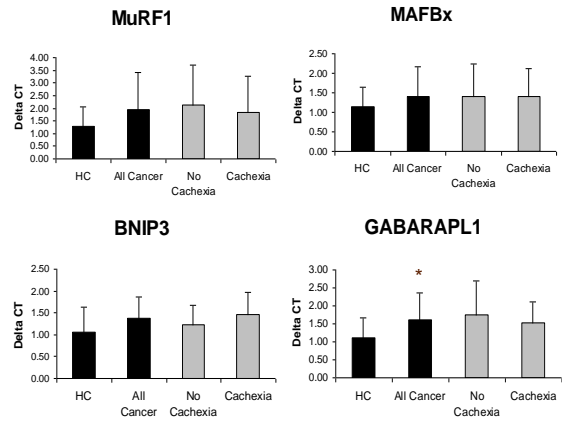 MuRF1
Delta CT
4.00
3.50
3.00
2.50
2.00
1.50
1.00
0.50
0.00
HC
All Cancer
No
Cachexia
Cachexia
MAFBx
Delta CT
2.50
2.00
1.50
1.00
0.50
0.00
HC
All Cancer
No
Cachexia
Cachexia
BNIP3
Delta CT
2.50
2.00
1.50
1.00
0.50
0.00
HC
All
Cancer
No
Cachexia
Cachexia
GABARAPL1
Delta CT
3.00
2.50
2.00
1.50
1.00
0.50
0.00
*
HC
All Cancer
No
Cachexia
Cachexia